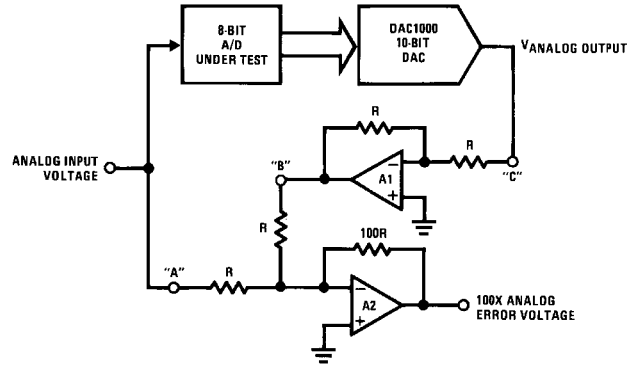 8-BIT
A/D
UNDER TEST
DAC1000
10-BIT
DAC
VANALOG OUTPUT
R
R
ANALOG INPUT
VOLTAGE
"B"
A1
-
+
"C"
R
100R
"A"
R
A2
-
+
100X ANALOG
ERROR VOLTAGE